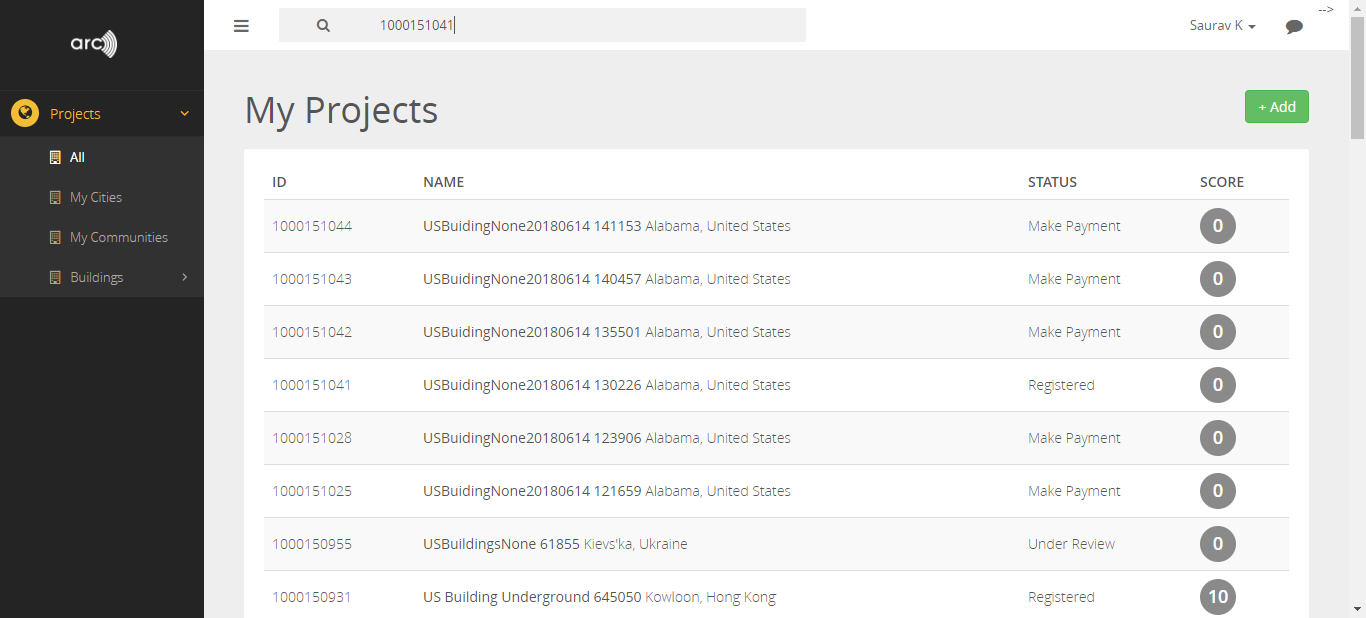 arc
1000151041
Saurav K
-->
Projects
All
My Cities
My Communities
Buildings
My Projects
+ Add
ID NAME STATUS SCORE
1000151044 USBuidingNone20180614 141153 Alabama, United States Make Payment 0
1000151043 USBuidingNone20180614 140457 Alabama, United States Make Payment 0
1000151042 USBuidingNone20180614 135501 Alabama, United States Make Payment 0
1000151041 USBuidingNone20180614 130226 Alabama, United States Registered 0
1000151028 USBuidingNone20180614 123906 Alabama, United States Make Payment 0
1000151025 USBuidingNone20180614 121659 Alabama, United States Make Payment 0
1000150955 USBuildingsNone 61855 Kievs'ka, Ukraine Under Review 0
1000150931 US Building Underground 645050 Kowloon, Hong Kong Registered 10